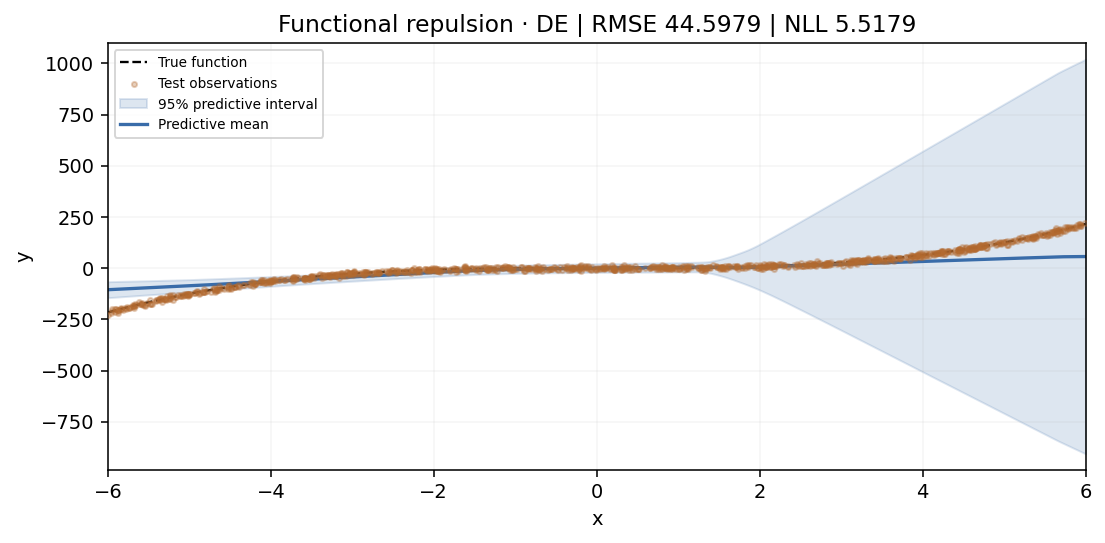 Functional repulsion · DE | RMSE 44.5979 | NLL 5.5179
True function
Test observations
95% predictive interval
Predictive mean
1000
750
500
250
0
−250
−500
−750
y
−6
−4
−2
0
2
4
6
x